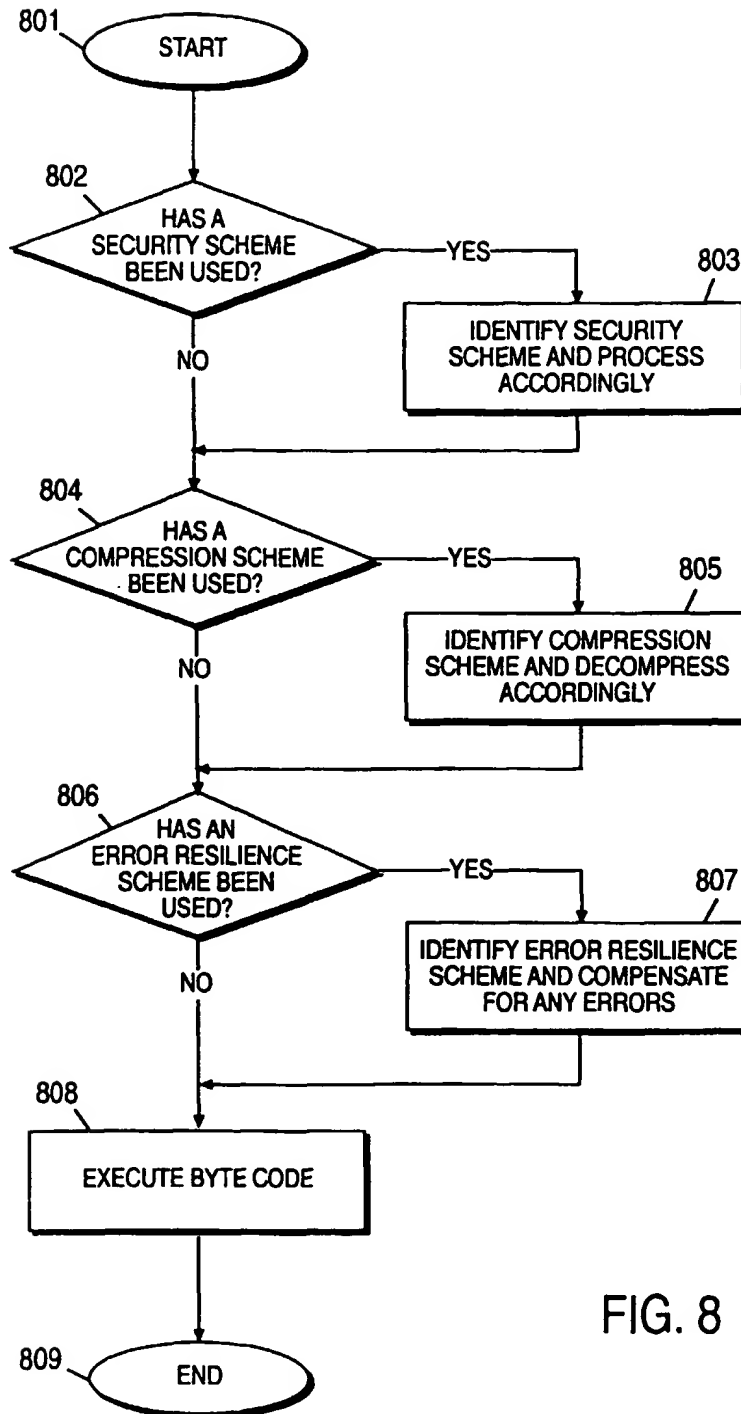 801
START
802
HAS A
SECURITY SCHEME
BEEN USED?
YES
803
IDENTIFY SECURITY
SCHEME AND PROCESS
ACCORDINGLY
NO
804
HAS A
COMPRESSION SCHEME
BEEN USED?
YES
805
IDENTIFY COMPRESSION
SCHEME AND DECOMPRESS
ACCORDINGLY
NO
806
HAS AN
ERROR RESILIENCE
SCHEME BEEN
USED?
YES
807
IDENTIFY ERROR RESILIENCE
SCHEME AND COMPENSATE
FOR ANY ERRORS
NO
808
EXECUTE BYTE CODE
809
END
FIG. 8